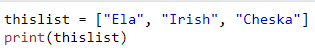 thislist = ["Ela", "Irish", "Cheska"]
print(thislist)